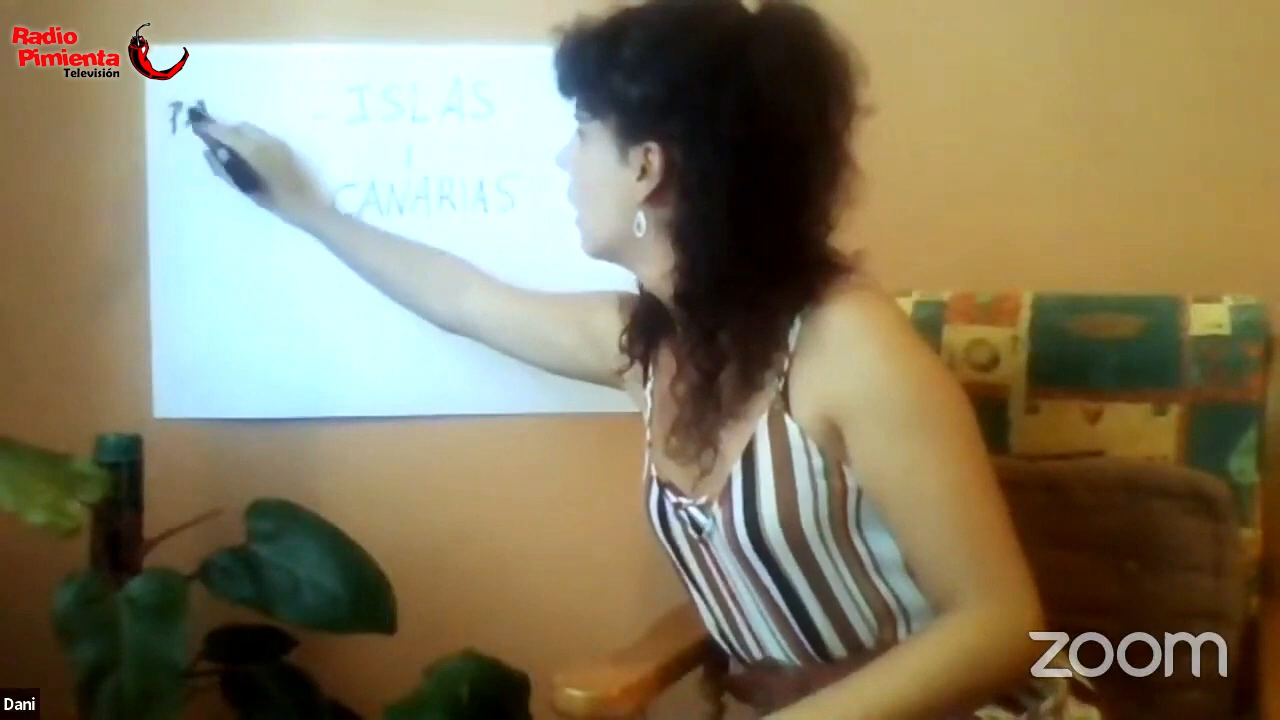 Radio
Pimienta
Televisión
ISLAS
CANARIAS
zoom
Dani